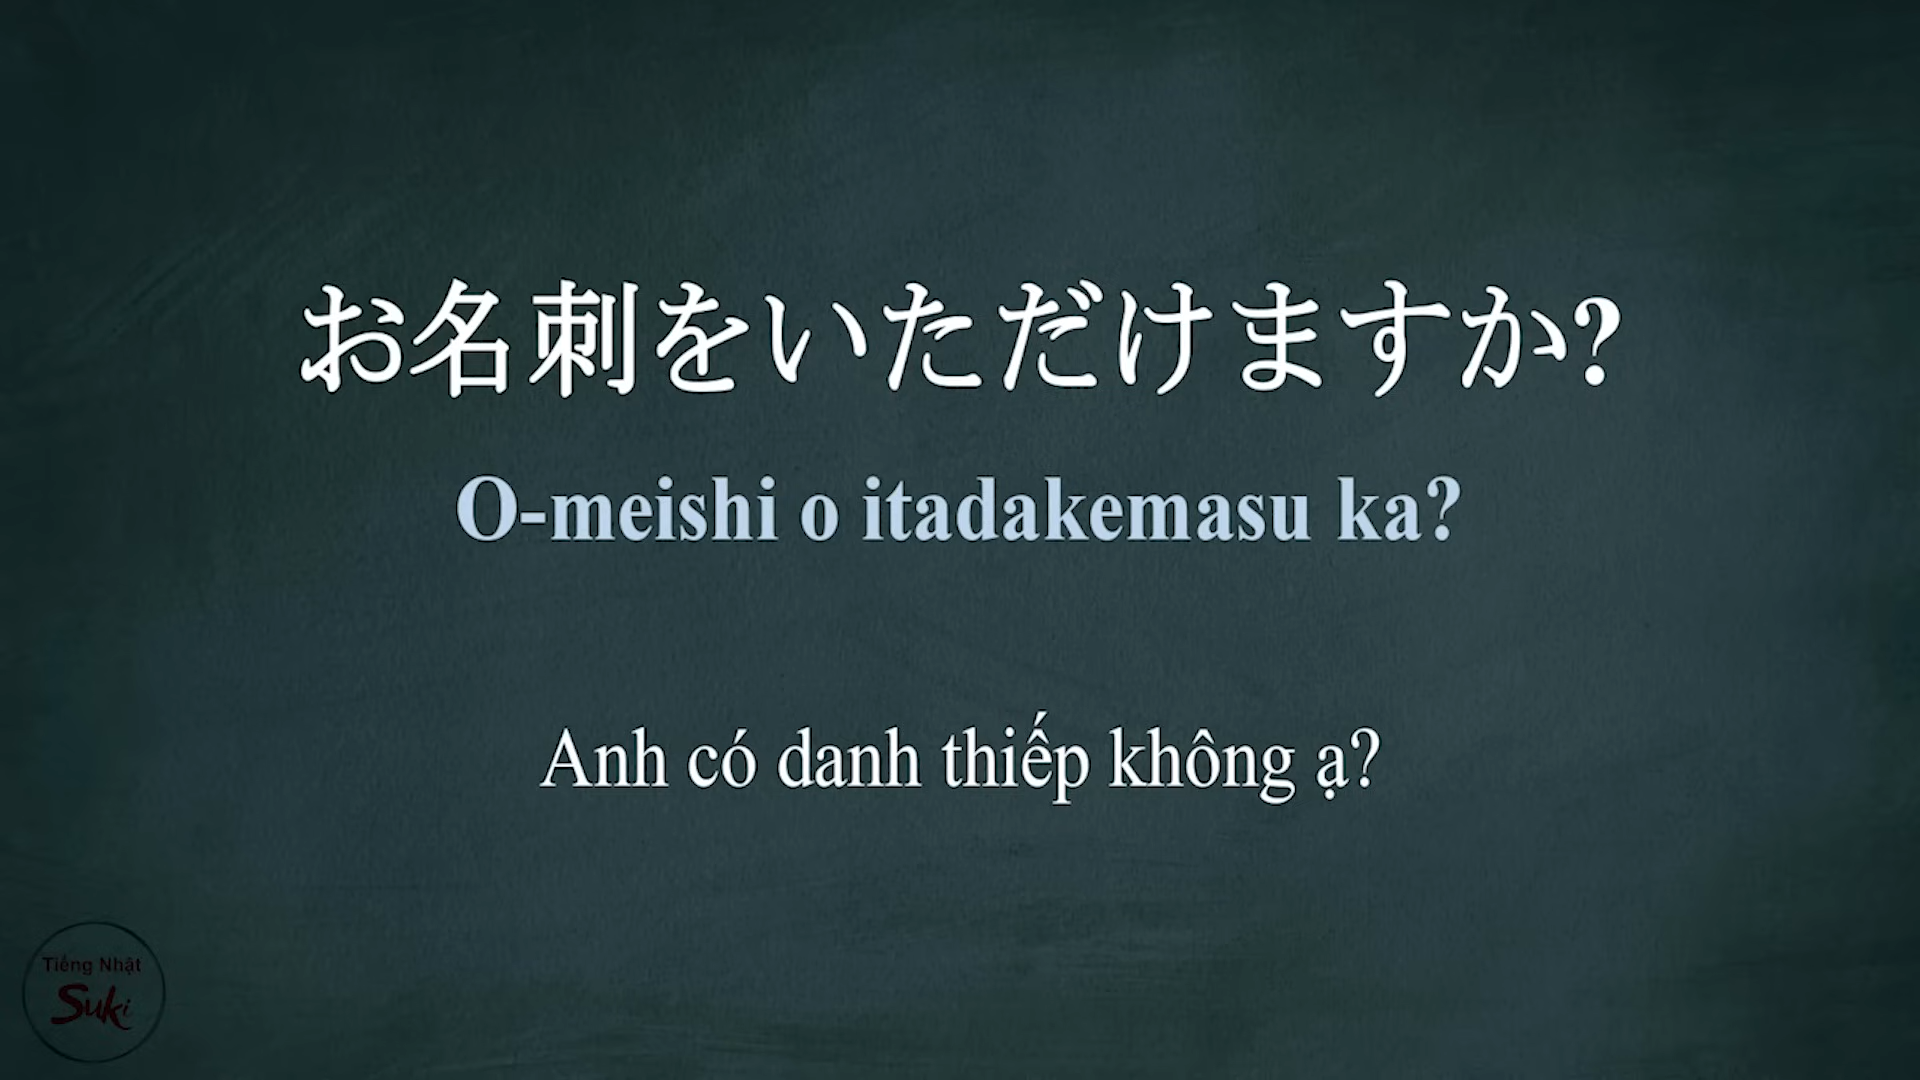 お名刺をいただけますか?
O-meishi o itadakemasu ka?
Anh có danh thiếp không ạ?
Tiếng Nhật
Suki